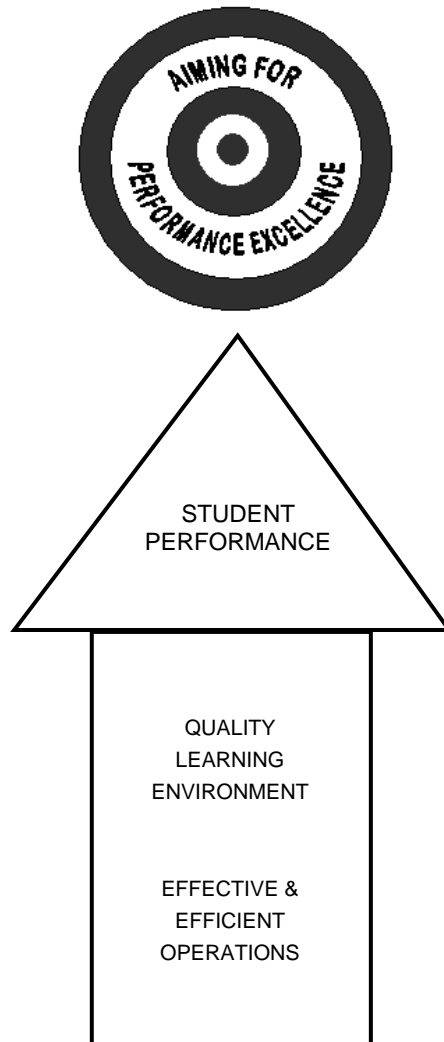 AIMING FOR
PERFORMANCE EXCELLENCE
STUDENT
PERFORMANCE
QUALITY
LEARNING
ENVIRONMENT
EFFECTIVE &
EFFICIENT
OPERATIONS